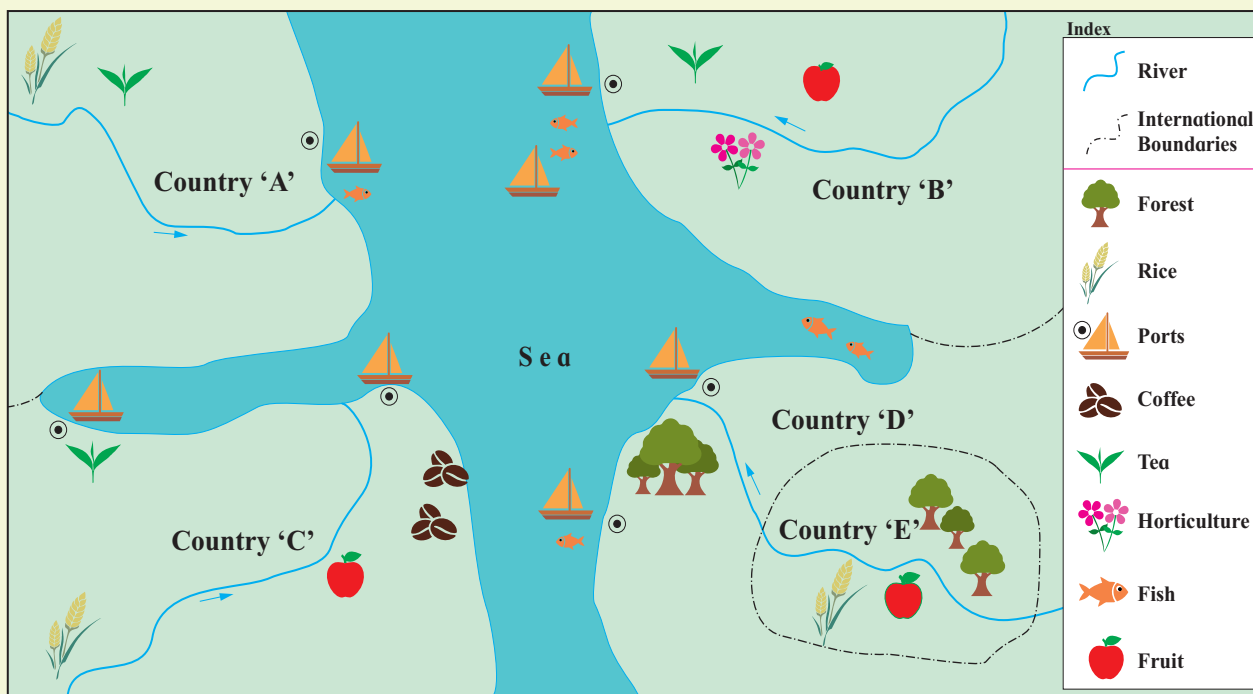 Country ‘A’
Country ‘B’
Sea
Country ‘D’
Country ‘C’
Country ‘E’
Index
River
International
Boundaries
Forest
Rice
Ports
Coffee
Tea
Horticulture
Fish
Fruit